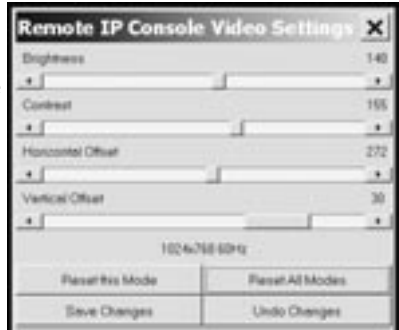 Remote IP Console Video Settings X
Brightness 140
Contrast 155
Horizontal Offset 272
Vertical Offset 30
1024x768 60Hz
Reset this Mode Reset All Modes
Save Changes Undo Changes